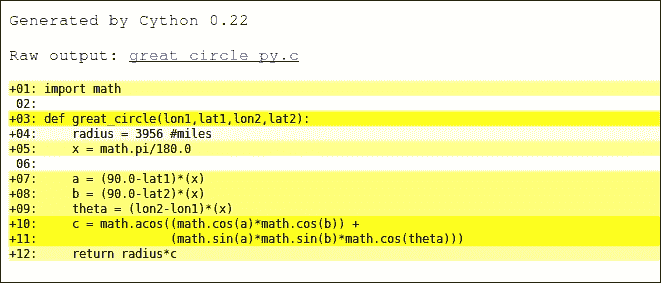 Generated by Cython 0.22
Raw output: great_circle_py.c
+01: import math
 02:
+03: def great_circle(lon1,lat1,lon2,lat2):
+04:     radius = 3956 #miles
+05:     x = math.pi/180.0
 06:
+07:     a = (90.0-lat1)*(x)
+08:     b = (90.0-lat2)*(x)
+09:     theta = (lon2-lon1)*(x)
+10:     c = math.acos((math.cos(a)*math.cos(b)) +
+11:                   (math.sin(a)*math.sin(b)*math.cos(theta)))
+12:     return radius*c